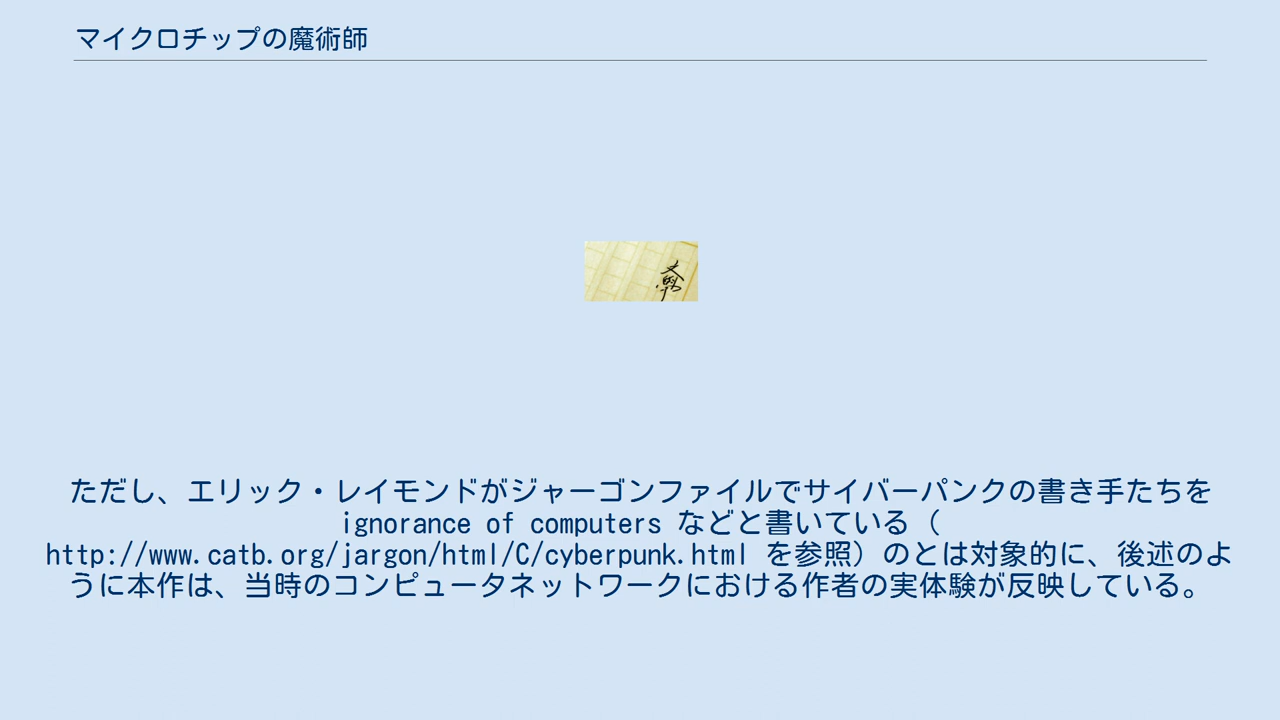 マイクロチップの魔術師
ただし、エリック・レイモンドがジャーゴンファイルでサイバーパンクの書き手たちを
ignorance of computers などと書いている（
http://www.catb.org/jargon/html/C/cyberpunk.html を参照）のとは対象的に、後述のよ
うに本作は、当時のコンピュータネットワークにおける作者の実体験が反映している。